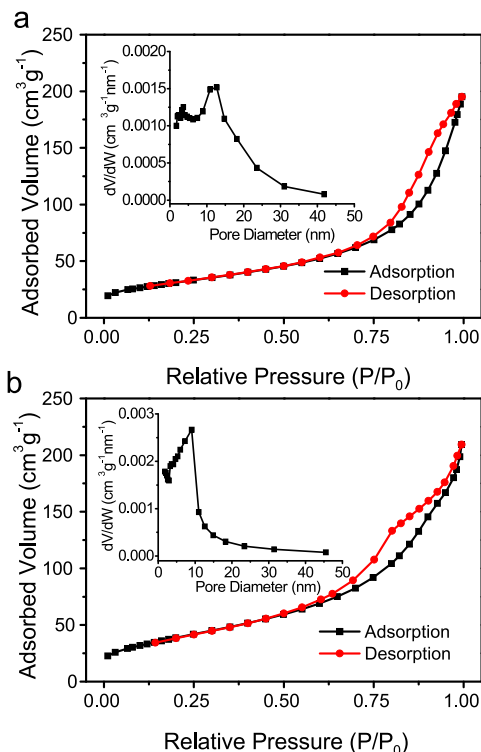 a
250
200
150
100
50
0
Adsorbed Volume (cm³g⁻¹)
0.0020
0.0015
0.0010
0.0005
0.0000
dV/dW (cm³g⁻¹nm⁻¹)
0 10 20 30 40 50
Pore Diameter (nm)
Adsorption
Desorption
0.00 0.25 0.50 0.75 1.00
Relative Pressure (P/P₀)
b
250
200
150
100
50
0
Adsorbed Volume (cm³g⁻¹)
0.003
0.002
0.001
0.000
dV/dW (cm³g⁻¹nm⁻¹)
0 10 20 30 40 50
Pore Diameter (nm)
Adsorption
Desorption
0.00 0.25 0.50 0.75 1.00
Relative Pressure (P/P₀)